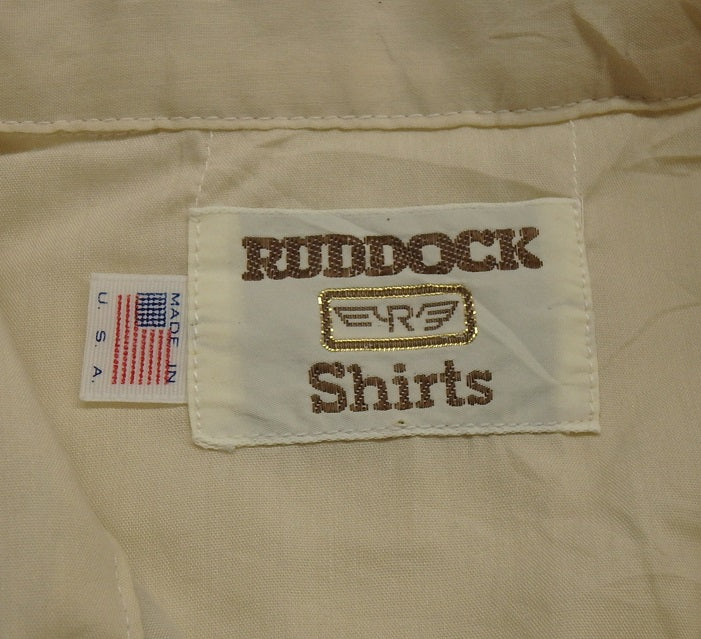 RUDDOCK
R
Shirts
MADE IN
U. S. A.